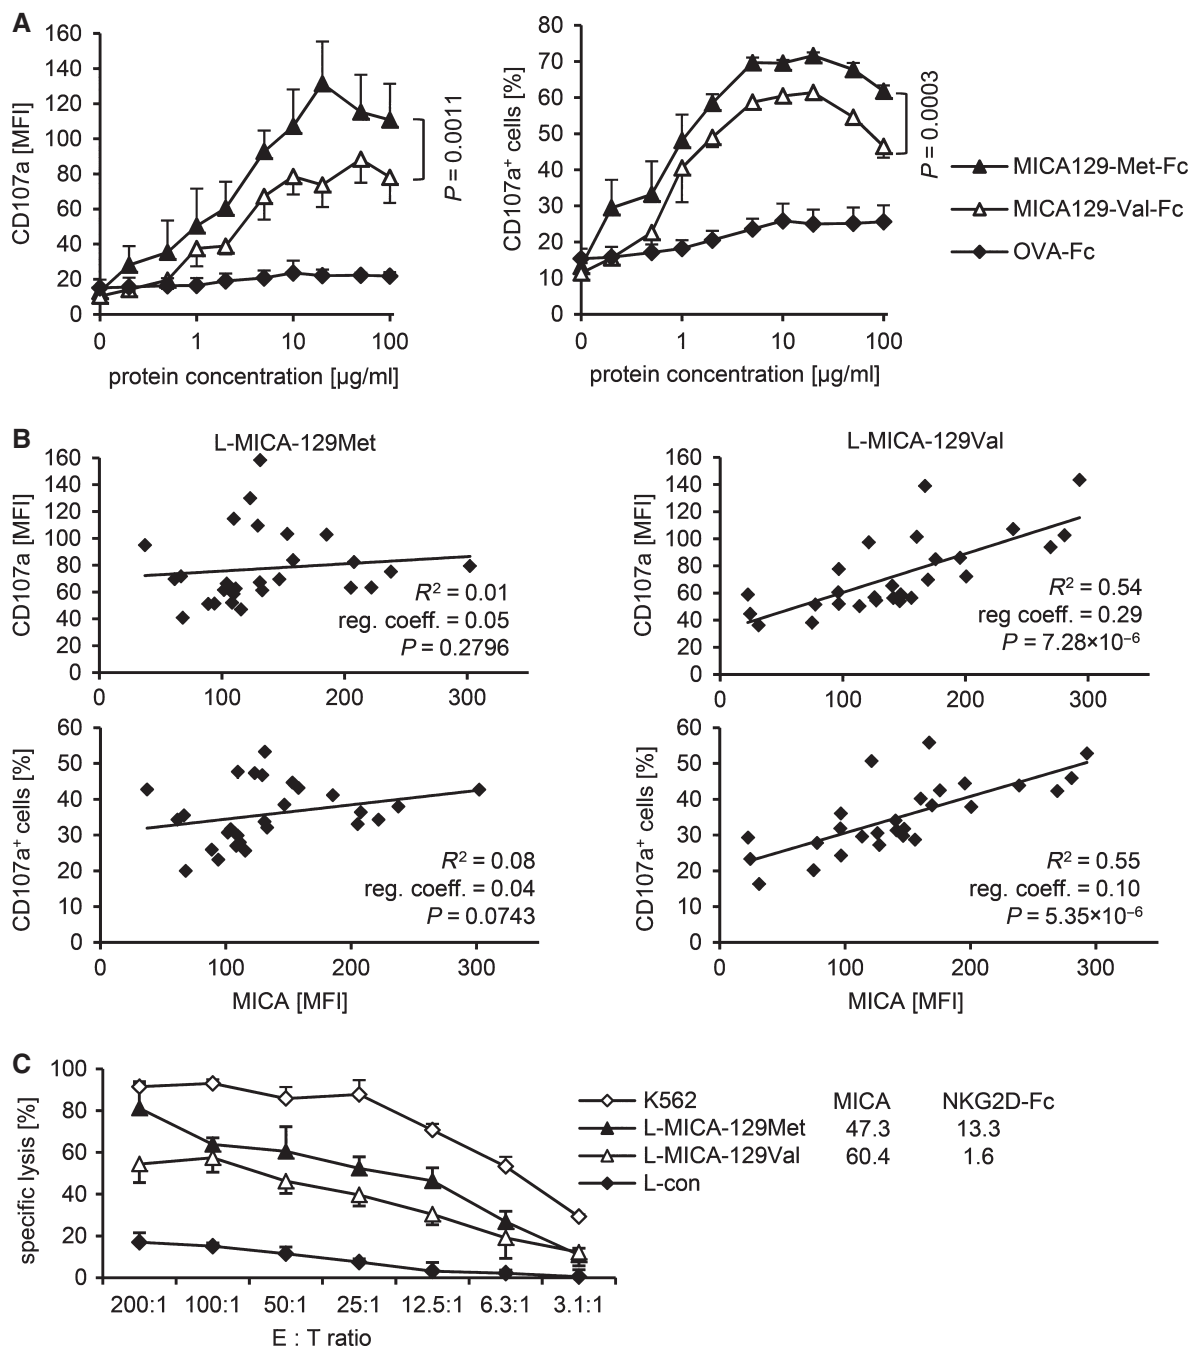 A
CD107a [MFI]
160
140
120
100
80
60
40
20
0
0 1 10 100
protein concentration [µg/ml]
P = 0.0011
CD107a+ cells [%]
80
70
60
50
40
30
20
10
0
0 1 10 100
protein concentration [µg/ml]
P = 0.0003
MICA129-Met-Fc
MICA129-Val-Fc
OVA-Fc
B
L-MICA-129Met
CD107a [MFI]
160
140
120
100
80
60
40
20
0
0 100 200 300
R² = 0.01
reg. coeff. = 0.05
P = 0.2796
L-MICA-129Val
CD107a [MFI]
160
140
120
100
80
60
40
20
0
0 100 200 300
R² = 0.54
reg coeff. = 0.29
P = 7.28×10⁻⁶
CD107a+ cells [%]
60
50
40
30
20
10
0
0 100 200 300
MICA [MFI]
R² = 0.08
reg. coeff. = 0.04
P = 0.0743
CD107a+ cells [%]
60
50
40
30
20
10
0
0 100 200 300
MICA [MFI]
R² = 0.55
reg. coeff. = 0.10
P = 5.35×10⁻⁶
C
specific lysis [%]
100
80
60
40
20
0
200:1 100:1 50:1 25:1 12.5:1 6.3:1 3.1:1
E : T ratio
K562 MICA NKG2D-Fc
L-MICA-129Met 47.3 13.3
L-MICA-129Val 60.4 1.6
L-con